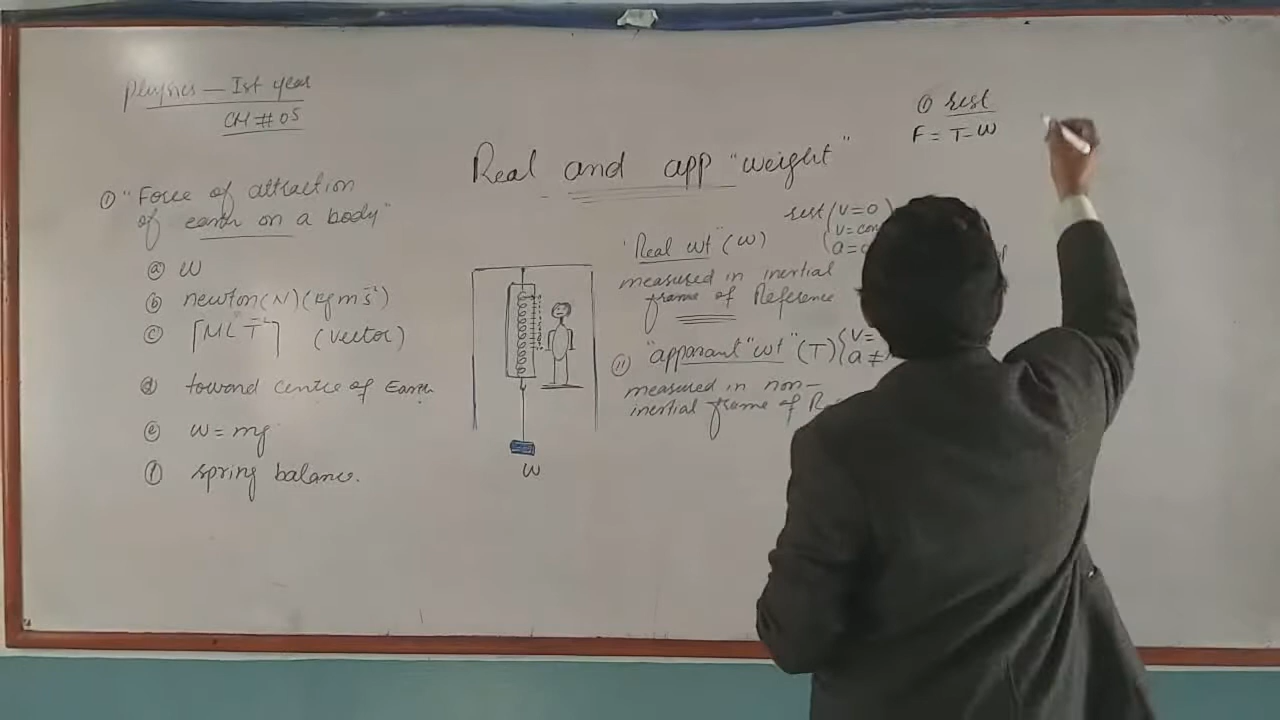 Physics — Ist year
CH # 05
Real and app "weight"
① "Force of attraction
of earth on a body"
ⓐ w
ⓑ newton (N) (kgms⁻²)
ⓒ [MLT⁻²] (vector)
ⓓ toward centre of Earth
ⓔ w = mg
ⓕ spring balance.
W
rest (v=0)
"Real wt" (w)
measured in inertial
frame of Reference
⑪ "apparant "wt" (T)
measured in non-
inertial frame of
① rest
F = T - W